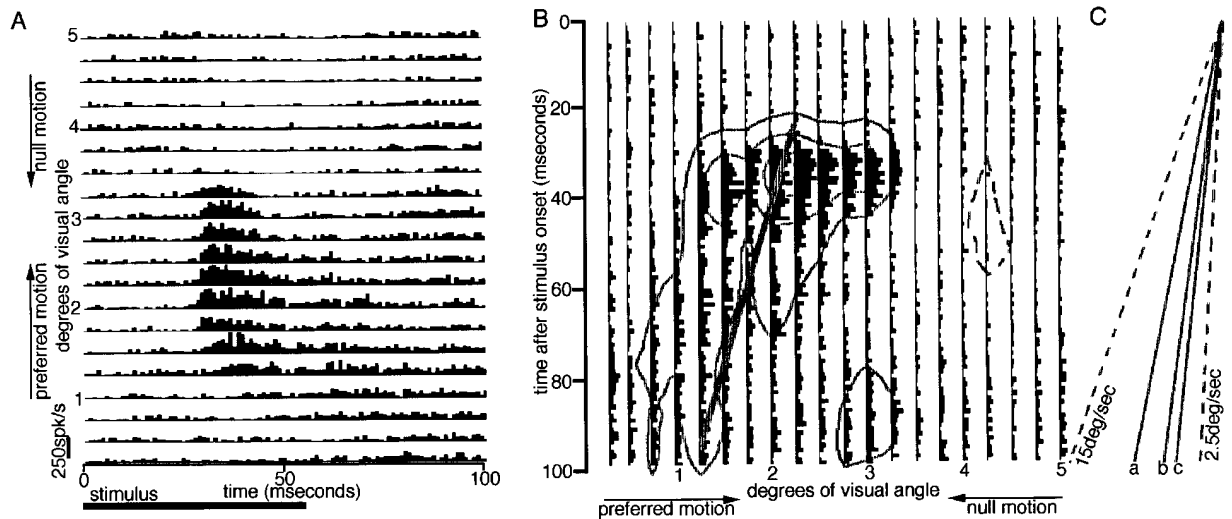 A
5
4
3
2
1
null motion
preferred motion
degrees of visual angle
250spk/s
0
50
100
time (mseconds)
stimulus
B
0
20
40
60
80
100
time after stimulus onset (mseconds)
1
2
3
4
5
degrees of visual angle
preferred motion
null motion
C
15deg/sec
2.5deg/sec
a
b
c